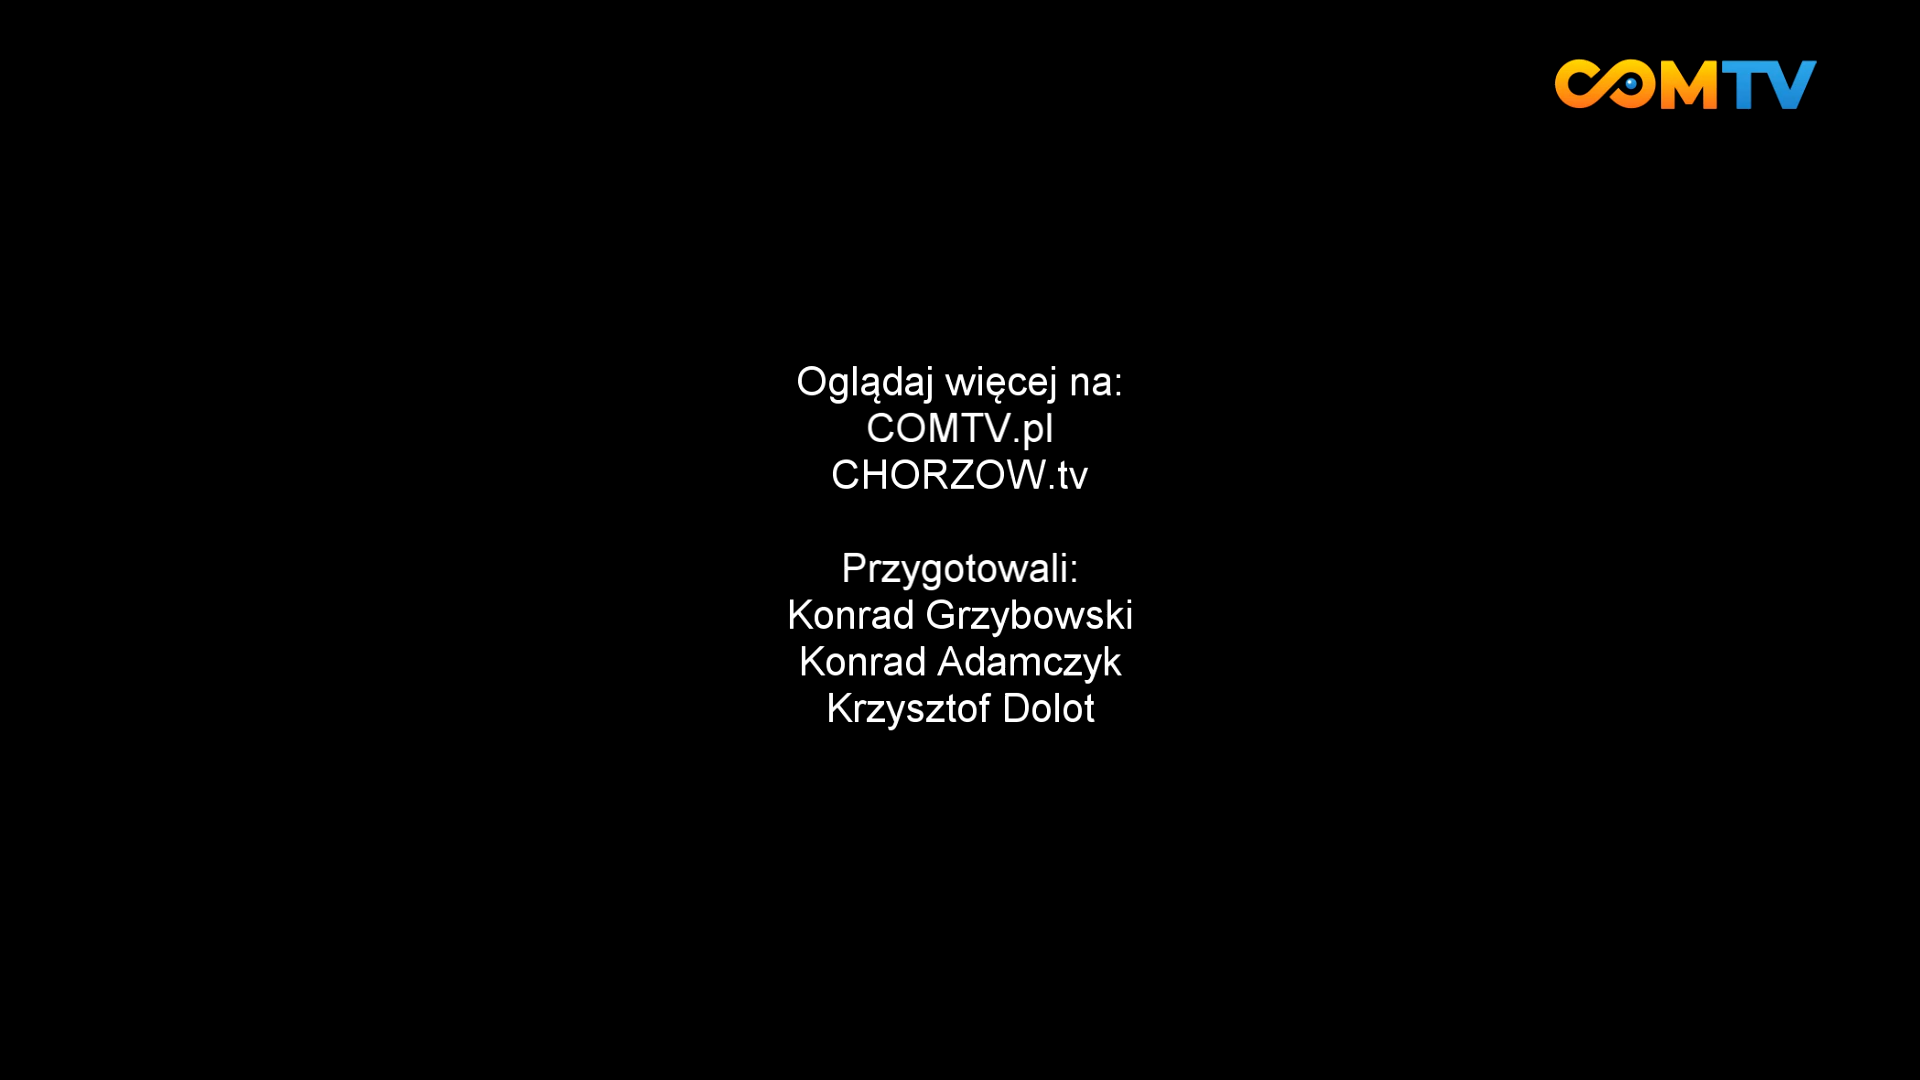 COMTV
Oglądaj więcej na:
COMTV.pl
CHORZOW.tv
Przygotowali:
Konrad Grzybowski
Konrad Adamczyk
Krzysztof Dolot